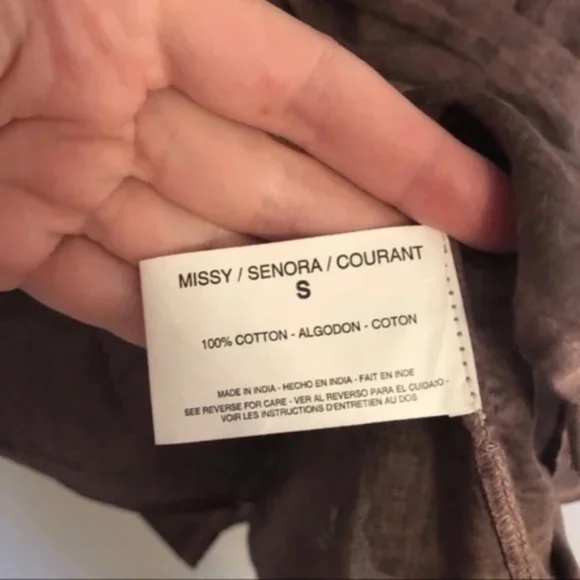 MISSY / SENORA / COURANT
S
100% COTTON - ALGODON - COTON
MADE IN INDIA - HECHO EN INDIA - FAIT EN INDE
SEE REVERSE FOR CARE - VER AL REVERSO PARA EL CUIDAJO -
VOIR LES INSTRUCTIONS D'ENTRETIEN AU DOS